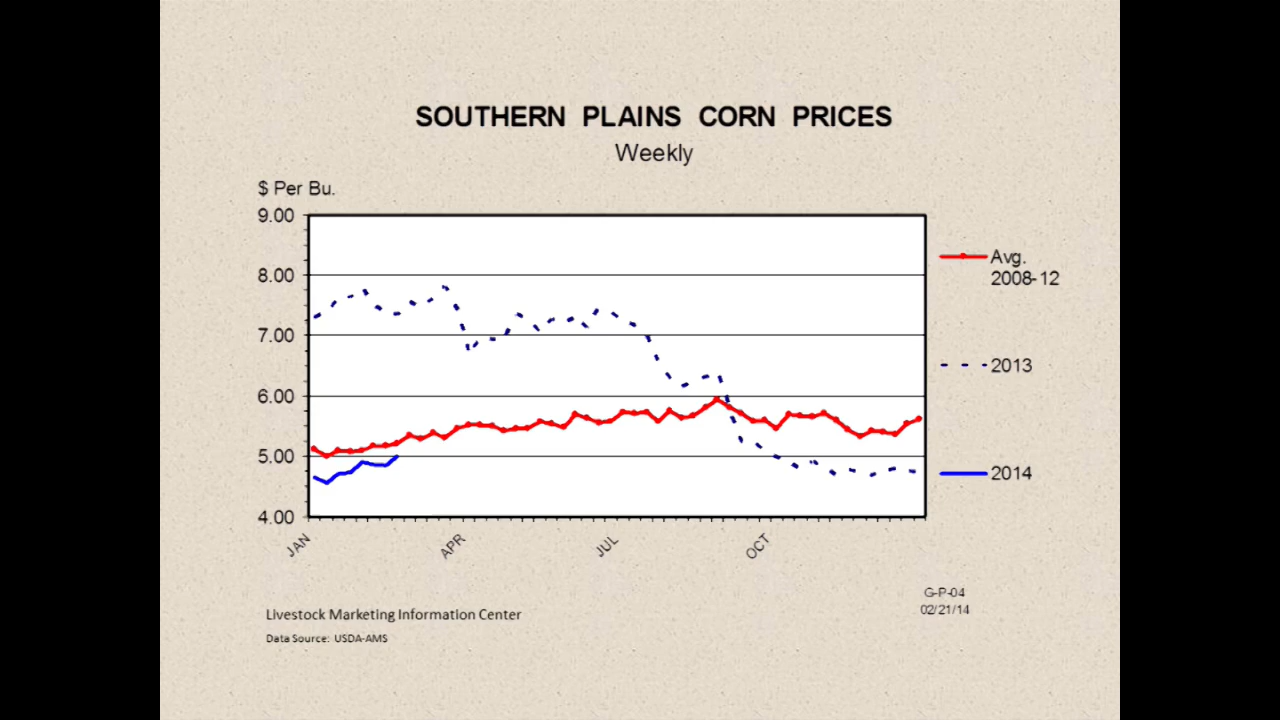 SOUTHERN PLAINS CORN PRICES
Weekly
$ Per Bu.
9.00
8.00
7.00
6.00
5.00
4.00
JAN
APR
JUL
OCT
Avg.
2008-12
2013
2014
G-P-04
02/21/14
Livestock Marketing Information Center
Data Source: USDA-AMS